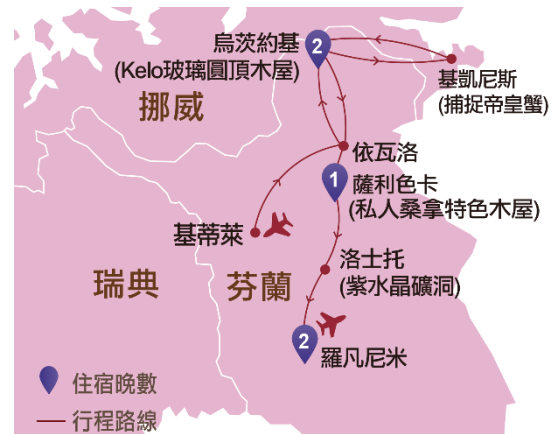 烏茨約基
(Kelo玻璃圓頂木屋)
2
基凱尼斯
(捕捉帝皇蟹)
挪威
依瓦洛
1
薩利色卡
(私人桑拿特色木屋)
基蒂萊
洛士托
(紫水晶礦洞)
瑞典
芬蘭
2
羅凡尼米
住宿晚數
行程路線